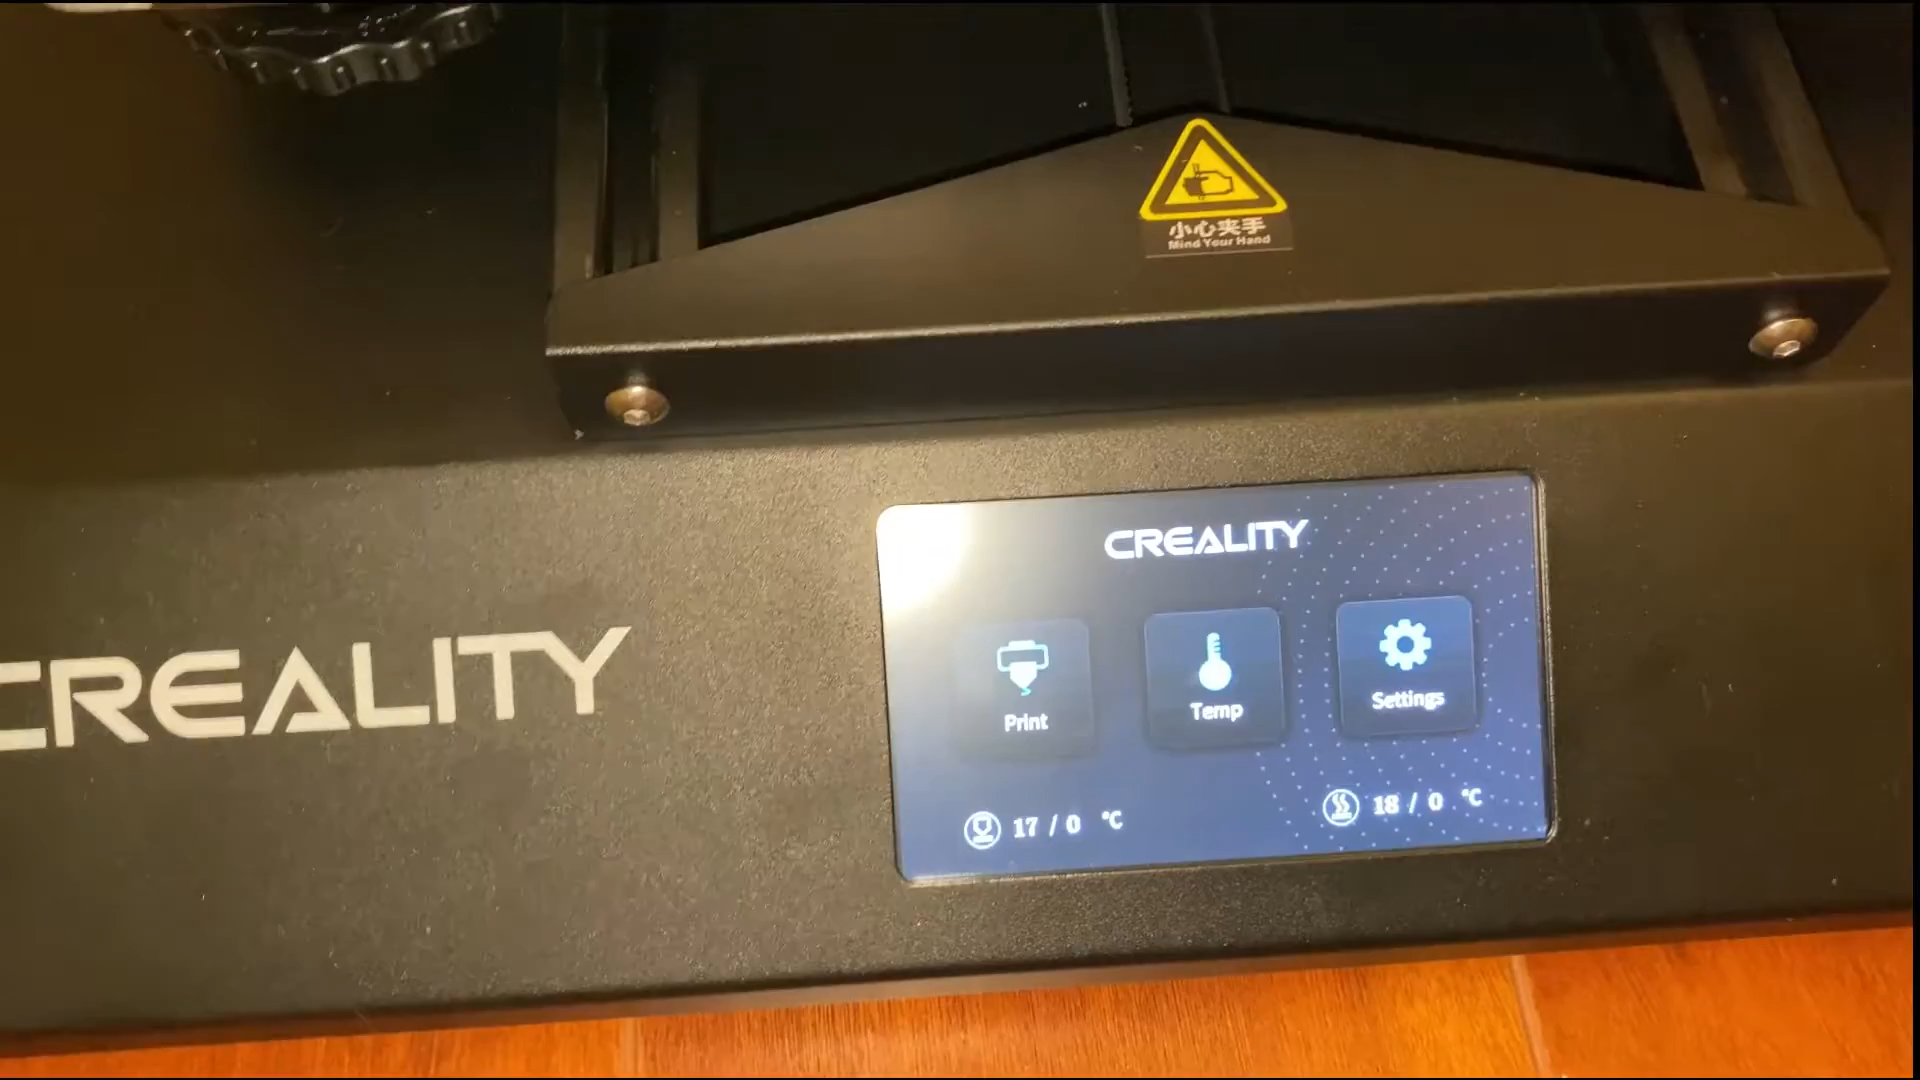 小心夹手
Mind Your Hand
CREALITY
CREALITY
Print
Temp
Settings
17 / 0 ℃
18 / 0 ℃